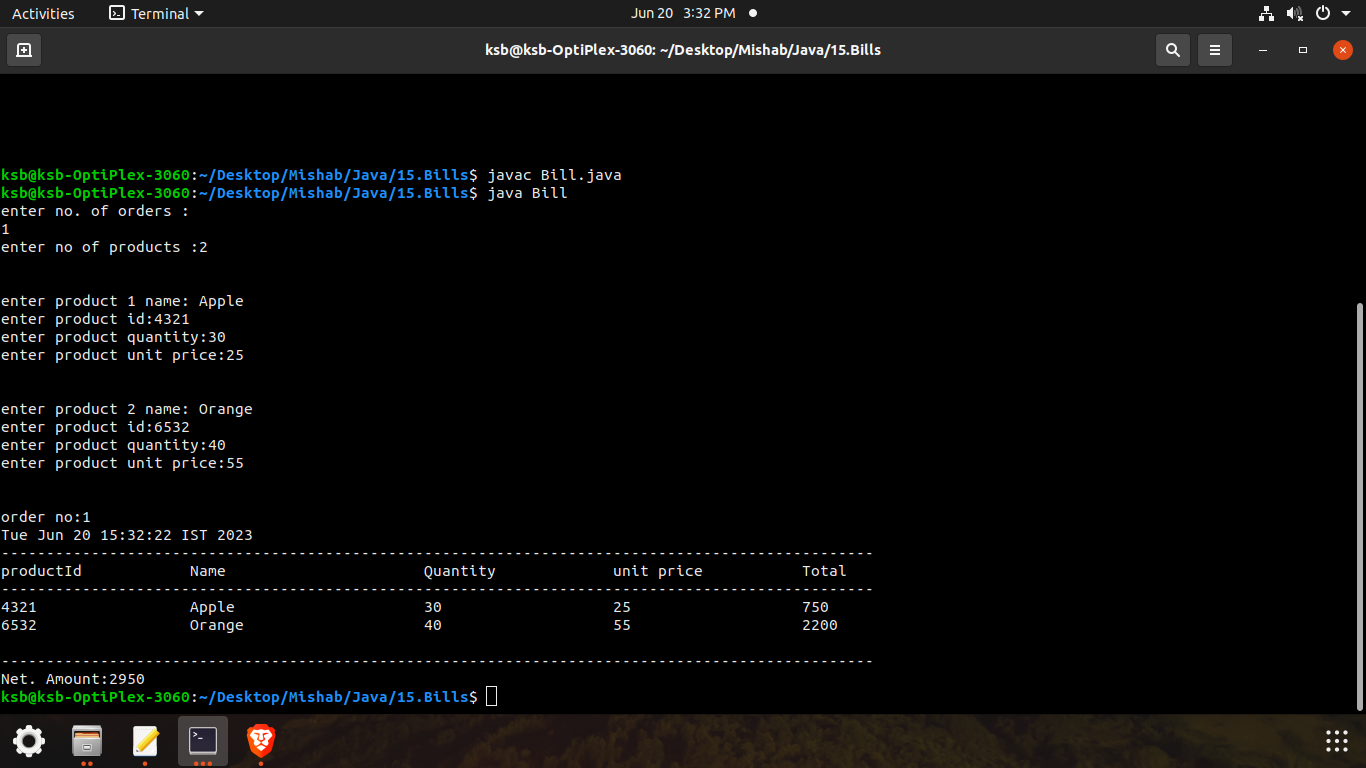 Activities Terminal Jun 20 3:32 PM
ksb@ksb-OptiPlex-3060: ~/Desktop/Mishab/Java/15.Bills
ksb@ksb-OptiPlex-3060:~/Desktop/Mishab/Java/15.Bills$ javac Bill.java
ksb@ksb-OptiPlex-3060:~/Desktop/Mishab/Java/15.Bills$ java Bill
enter no. of orders :
1
enter no of products :2
enter product 1 name: Apple
enter product id:4321
enter product quantity:30
enter product unit price:25
enter product 2 name: Orange
enter product id:6532
enter product quantity:40
enter product unit price:55
order no:1
Tue Jun 20 15:32:22 IST 2023
-------------------------------------------------------------------------------------------------
productId Name Quantity unit price Total
-------------------------------------------------------------------------------------------------
4321 Apple 30 25 750
6532 Orange 40 55 2200
-------------------------------------------------------------------------------------------------
Net. Amount:2950
ksb@ksb-OptiPlex-3060:~/Desktop/Mishab/Java/15.Bills$